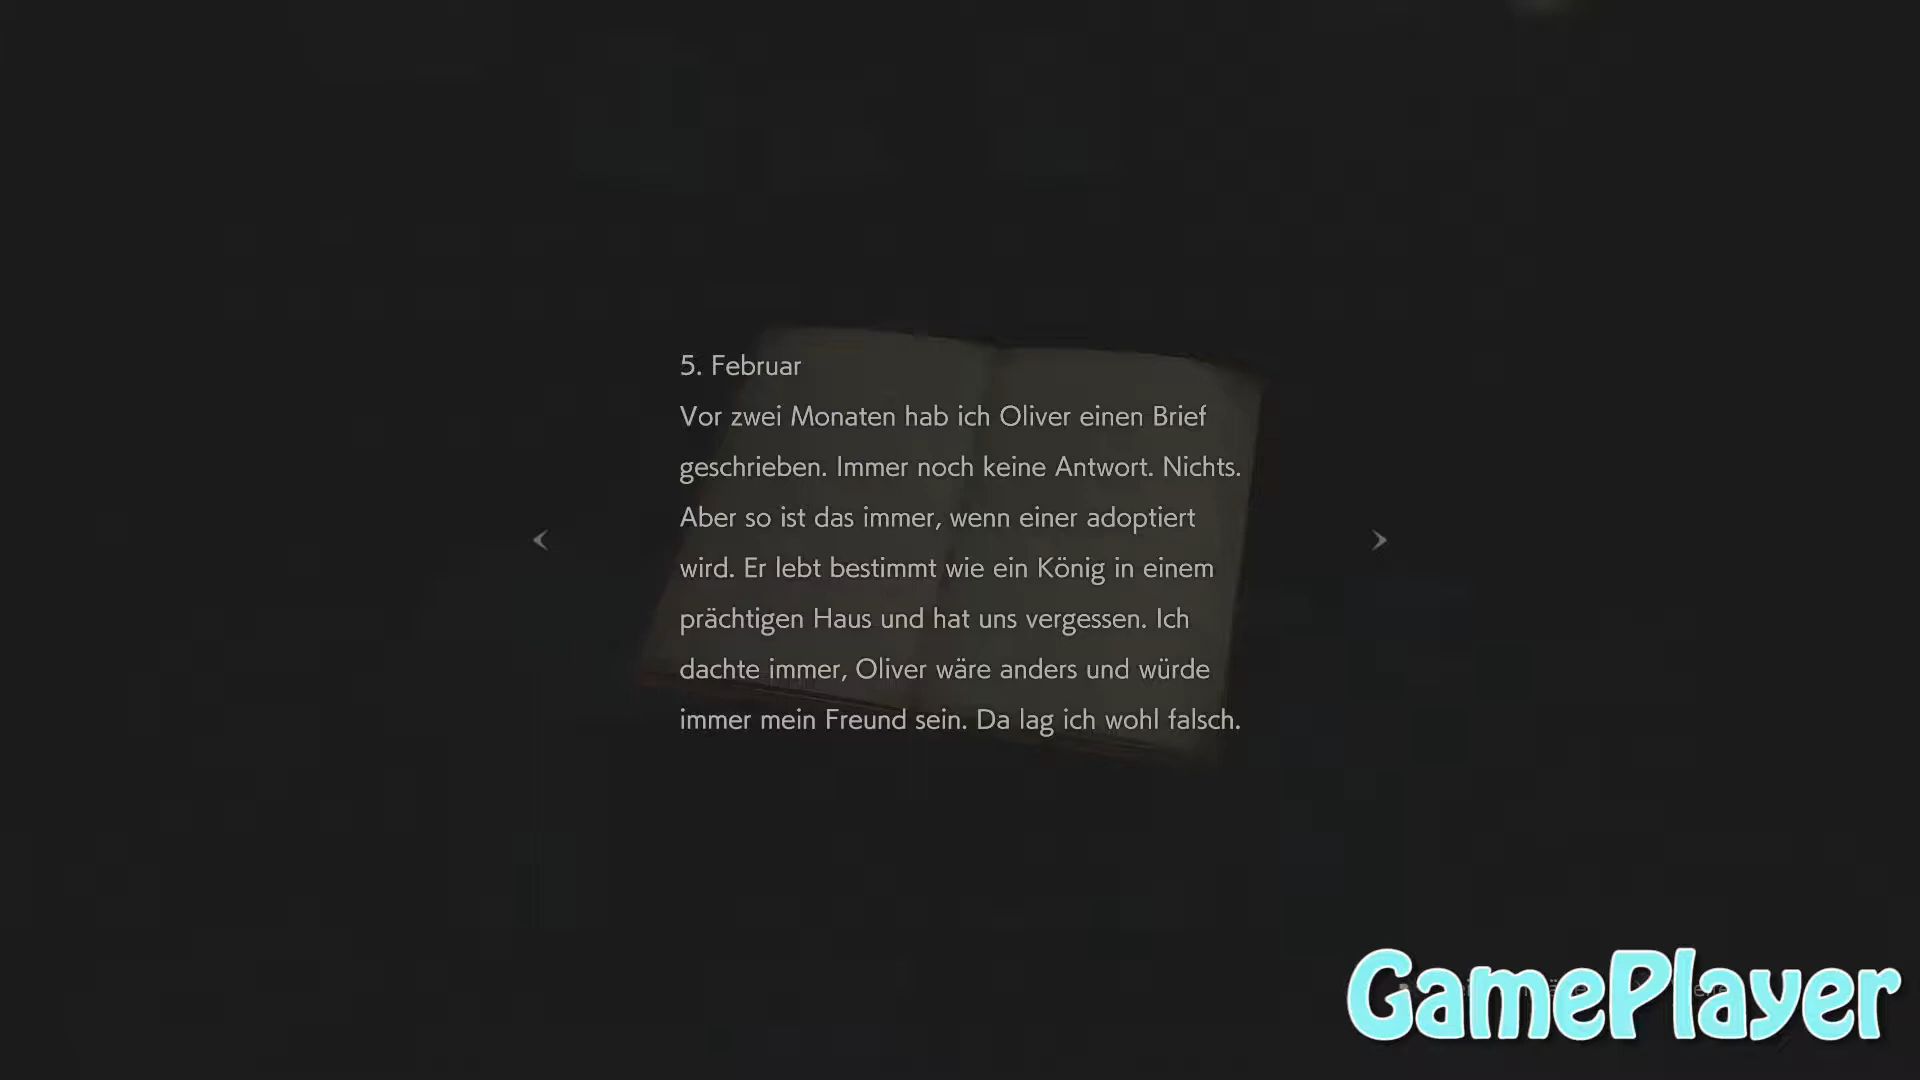 5. Februar
Vor zwei Monaten hab ich Oliver einen Brief
geschrieben. Immer noch keine Antwort. Nichts.
Aber so ist das immer, wenn einer adoptiert
wird. Er lebt bestimmt wie ein König in einem
prächtigen Haus und hat uns vergessen. Ich
dachte immer, Oliver wäre anders und würde
immer mein Freund sein. Da lag ich wohl falsch.
GamePlayer